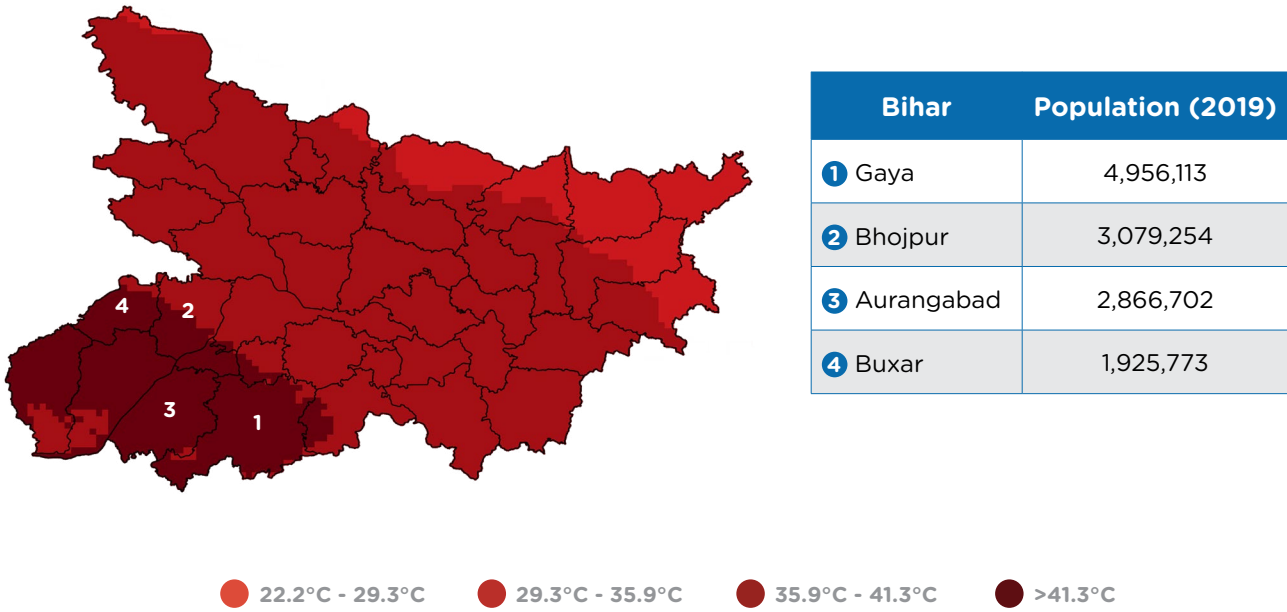 4
2
3
1
Bihar Population (2019)
1 Gaya 4,956,113
2 Bhojpur 3,079,254
3 Aurangabad 2,866,702
4 Buxar 1,925,773
22.2°C - 29.3°C 29.3°C - 35.9°C 35.9°C - 41.3°C >41.3°C